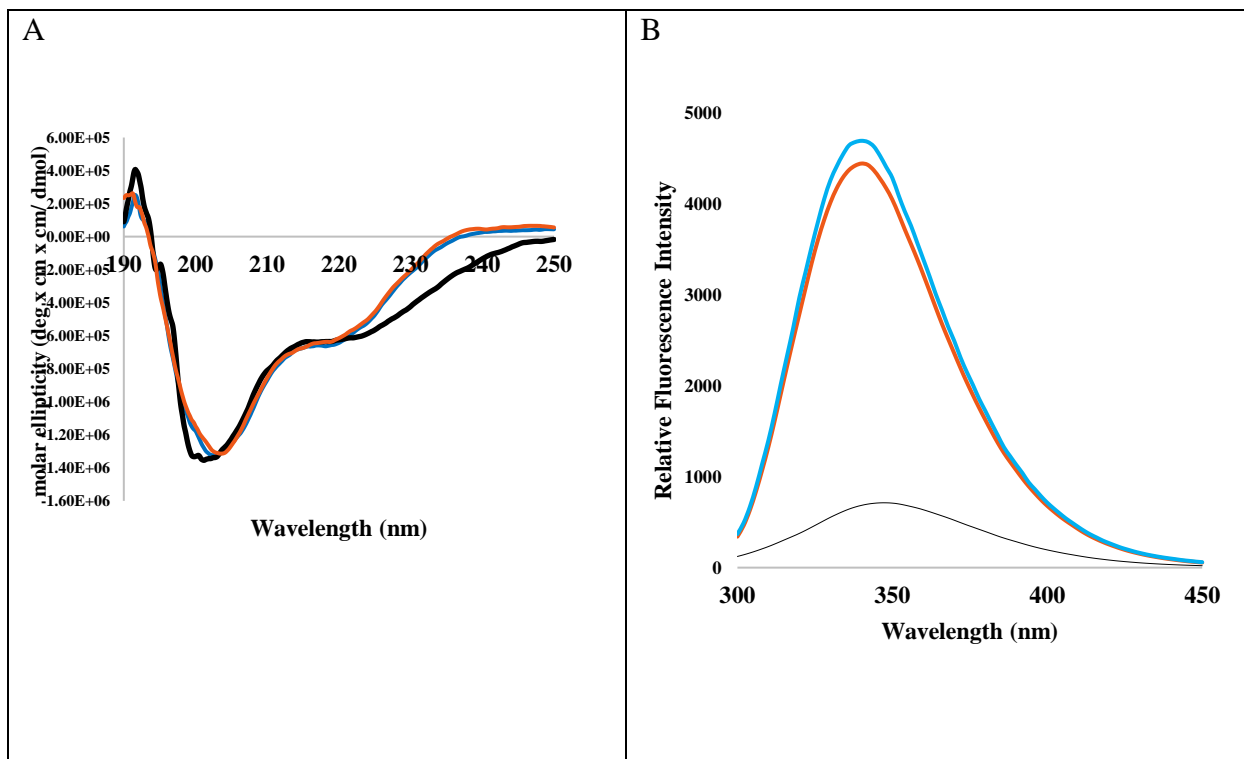 A
molar ellipticity (deg x cm x cm/ dmol)
6.00E+05
4.00E+05
2.00E+05
0.00E+00
-2.00E+05
-4.00E+05
-6.00E+05
-8.00E+05
-1.00E+06
-1.20E+06
-1.40E+06
-1.60E+06
190 200 210 220 230 240 250
Wavelength (nm)
B
Relative Fluorescence Intensity
5000
4000
3000
2000
1000
0
300 350 400 450
Wavelength (nm)